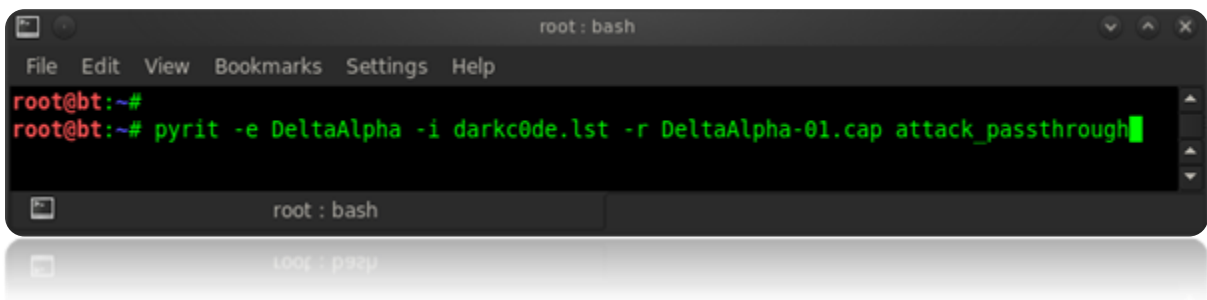 root : bash
File Edit View Bookmarks Settings Help
root@bt:~#
root@bt:~# pyrit -e DeltaAlpha -i darkc0de.lst -r DeltaAlpha-01.cap attack_passthrough
root : bash